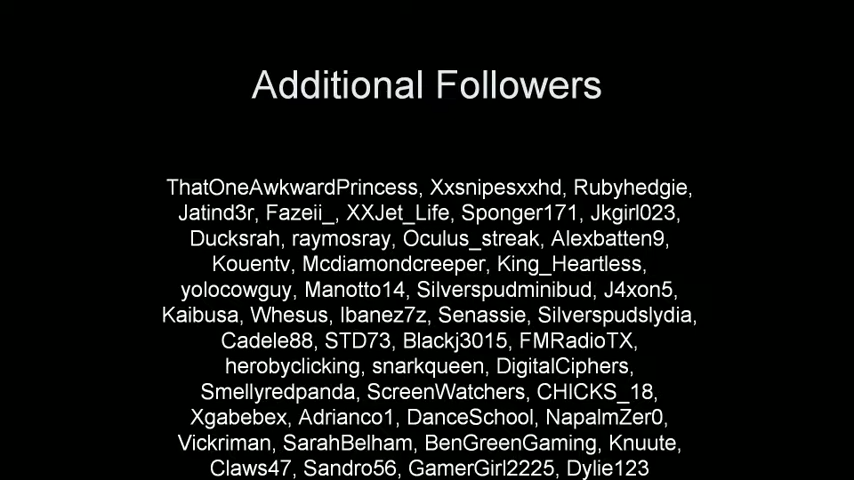 Additional Followers
ThatOneAwkwardPrincess, Xxsnipesxxhd, Rubyhedgie,
Jatind3r, Fazeii_, XXJet_Life, Sponger171, Jkgirl023,
Ducksrah, raymosray, Oculus_streak, Alexbatten9,
Kouentv, Mcdiamondcreeper, King_Heartless,
yolocowguy, Manotto14, Silverspudminibud, J4xon5,
Kaibusa, Whesus, Ibanez7z, Senassie, Silverspudslydia,
Cadele88, STD73, Blackj3015, FMRadioTX,
herobyclicking, snarkqueen, DigitalCiphers,
Smellyredpanda, ScreenWatchers, CHICKS_18,
Xgabebex, Adrianco1, DanceSchool, NapalmZer0,
Vickriman, SarahBelham, BenGreenGaming, Knuute,
Claws47, Sandro56, GamerGirl2225, Dylie123